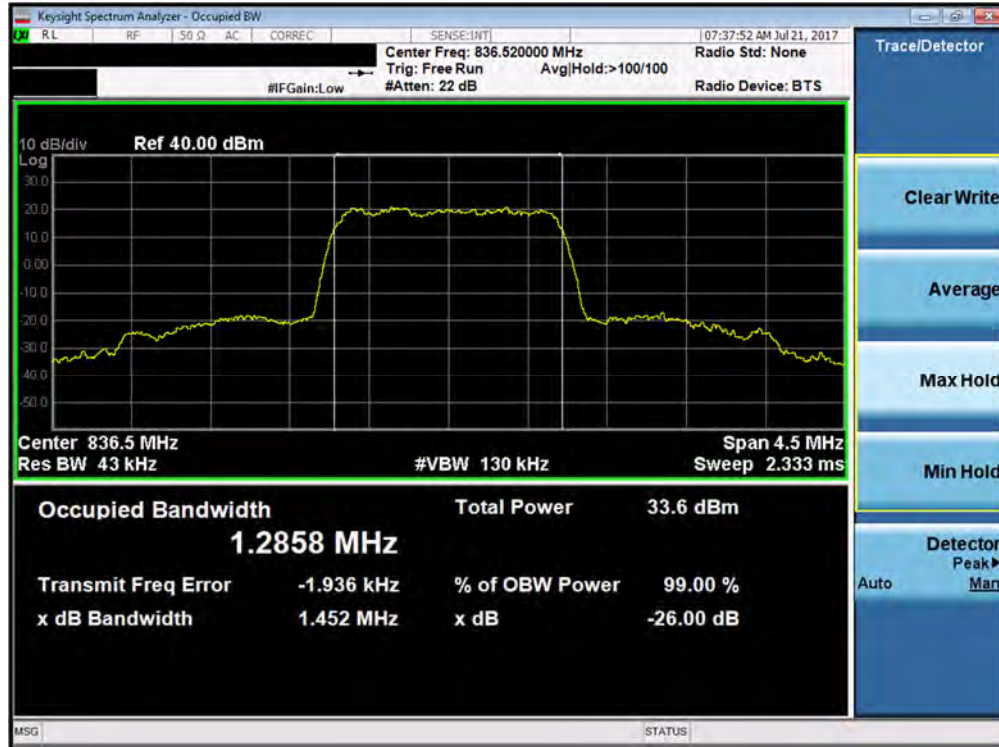 Keysight Spectrum Analyzer - Occupied BW
LXI RL RF 50 Ω AC CORREC SENSE:INT 07:37:52 AM Jul 21, 2017
Center Freq: 836.520000 MHz Radio Std: None
Trig: Free Run Avg|Hold:>100/100
#IFGain:Low #Atten: 22 dB Radio Device: BTS
Trace/Detector
10 dB/div Ref 40.00 dBm
Log
30.0
20.0
10.0
0.00
-10.0
-20.0
-30.0
-40.0
-50.0
Center 836.5 MHz Span 4.5 MHz
Res BW 43 kHz #VBW 130 kHz Sweep 2.333 ms
Occupied Bandwidth Total Power 33.6 dBm
1.2858 MHz
Transmit Freq Error -1.936 kHz % of OBW Power 99.00 %
x dB Bandwidth 1.452 MHz x dB -26.00 dB
Clear Write
Average
Max Hold
Min Hold
Detector
Peak▶
Auto Man
MSG STATUS